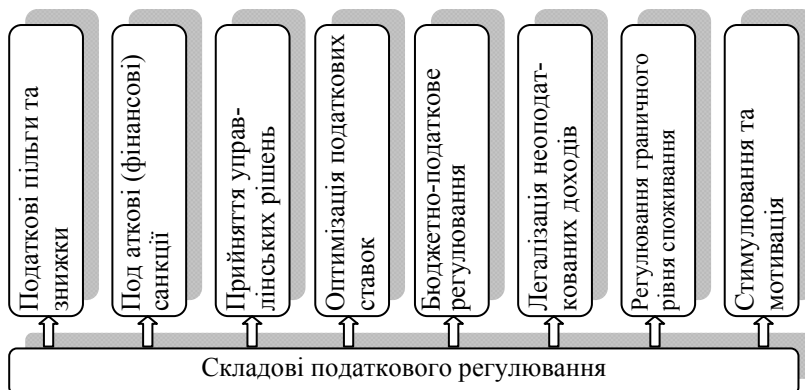 Податкові пільги та
знижки
Под аткові (фінансові)
санкції
Прийняття управ-
лінських рішень
Оптимізація податкових
ставок
Бюджетно-податкове
регулювання
Легалізація неоподат-
кованих доходів
Регулювання граничного
рівня споживання
Стимулювання та
мотивація
Складові податкового регулювання